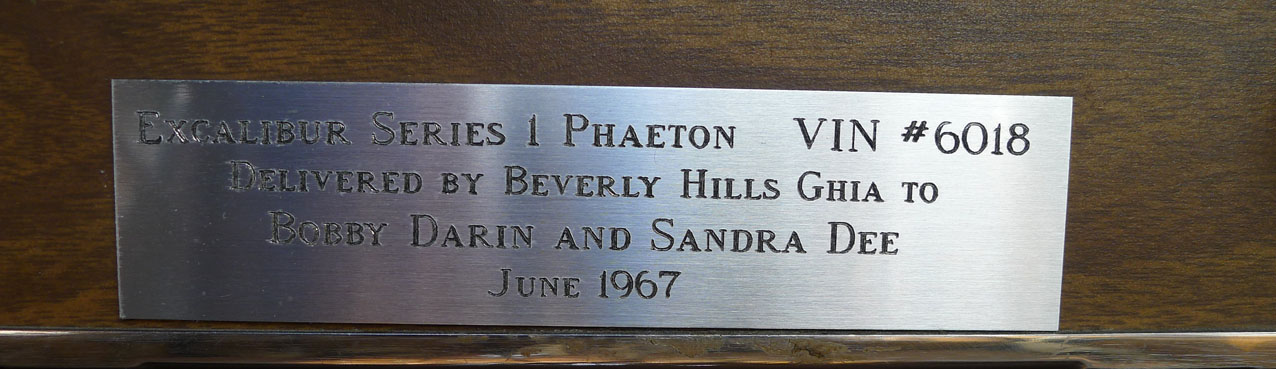 Excalibur Series 1 Phaeton VIN #6018
Delivered by Beverly Hills Ghia to
Bobby Darin and Sandra Dee
June 1967